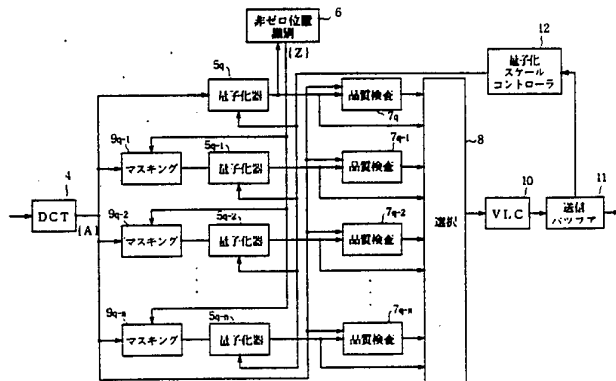 非ゼロ位置
識別
6
{Z}
12
量子化
スケール
コントローラ
5q
量子化器
品質検査
7q
8
9q-1
マスキング
5q-1
量子化器
7q-1
品質検査
4
DCT
{A}
9q-2
マスキング
5q-2
量子化器
7q-2
品質検査
選択
10
VLC
11
送信
バッファ
9q-n
マスキング
5q-n
量子化器
7q-n
品質検査